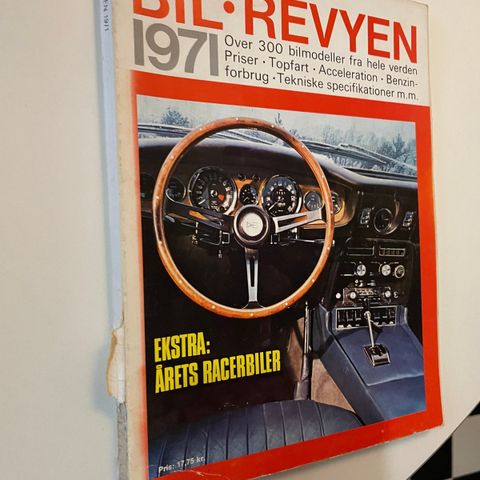 BIL·REVYEN
1971
Over 300 bilmodeller fra hele verden
Priser · Topfart · Acceleration · Benzin-
forbrug · Tekniske specifikationer m.m.
EKSTRA:
ÅRETS RACERBILER
Pris: 17,75 kr.